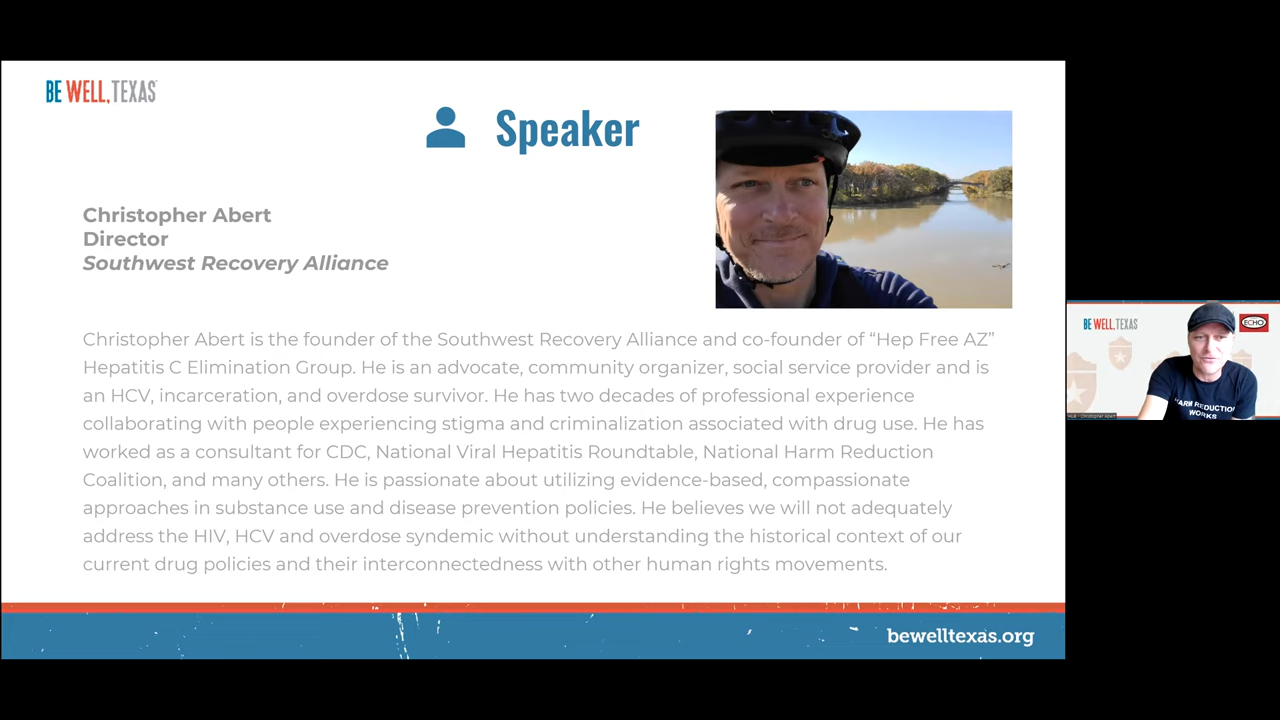 BE WELL, TEXAS
Speaker
Christopher Abert
Director
Southwest Recovery Alliance
Christopher Abert is the founder of the Southwest Recovery Alliance and co-founder of “Hep Free AZ”
Hepatitis C Elimination Group. He is an advocate, community organizer, social service provider and is
an HCV, incarceration, and overdose survivor. He has two decades of professional experience
collaborating with people experiencing stigma and criminalization associated with drug use. He has
worked as a consultant for CDC, National Viral Hepatitis Roundtable, National Harm Reduction
Coalition, and many others. He is passionate about utilizing evidence-based, compassionate
approaches in substance use and disease prevention policies. He believes we will not adequately
address the HIV, HCV and overdose syndemic without understanding the historical context of our
current drug policies and their interconnectedness with other human rights movements.
bewelltexas.org
BE WELL, TEXAS
ECHO
HARM REDUCTION
WORKS
Christopher Abert